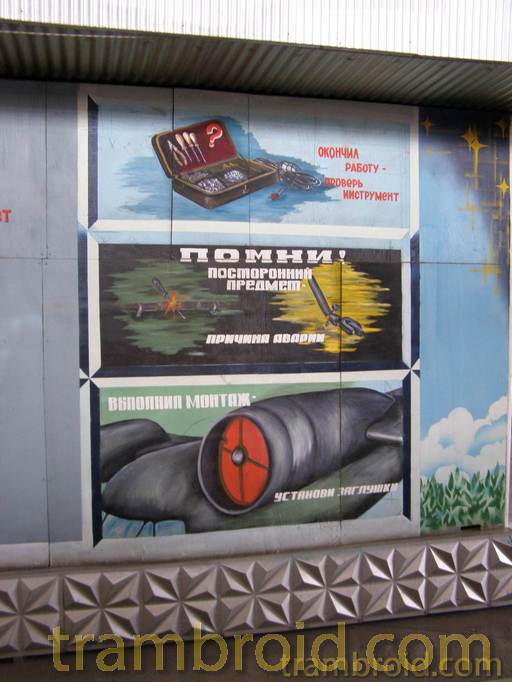 ОКОНЧИЛ
РАБОТУ -
ПРОВЕРЬ
ИНСТРУМЕНТ
ПОМНИ!
ПОСТОРОННИЙ
ПРЕДМЕТ-
ПРИЧИНА АВАРИИ
ВЫПОЛНИЛ МОНТАЖ-
УСТАНОВИ ЗАГЛУШКИ
trambroid.com
trambroid.com